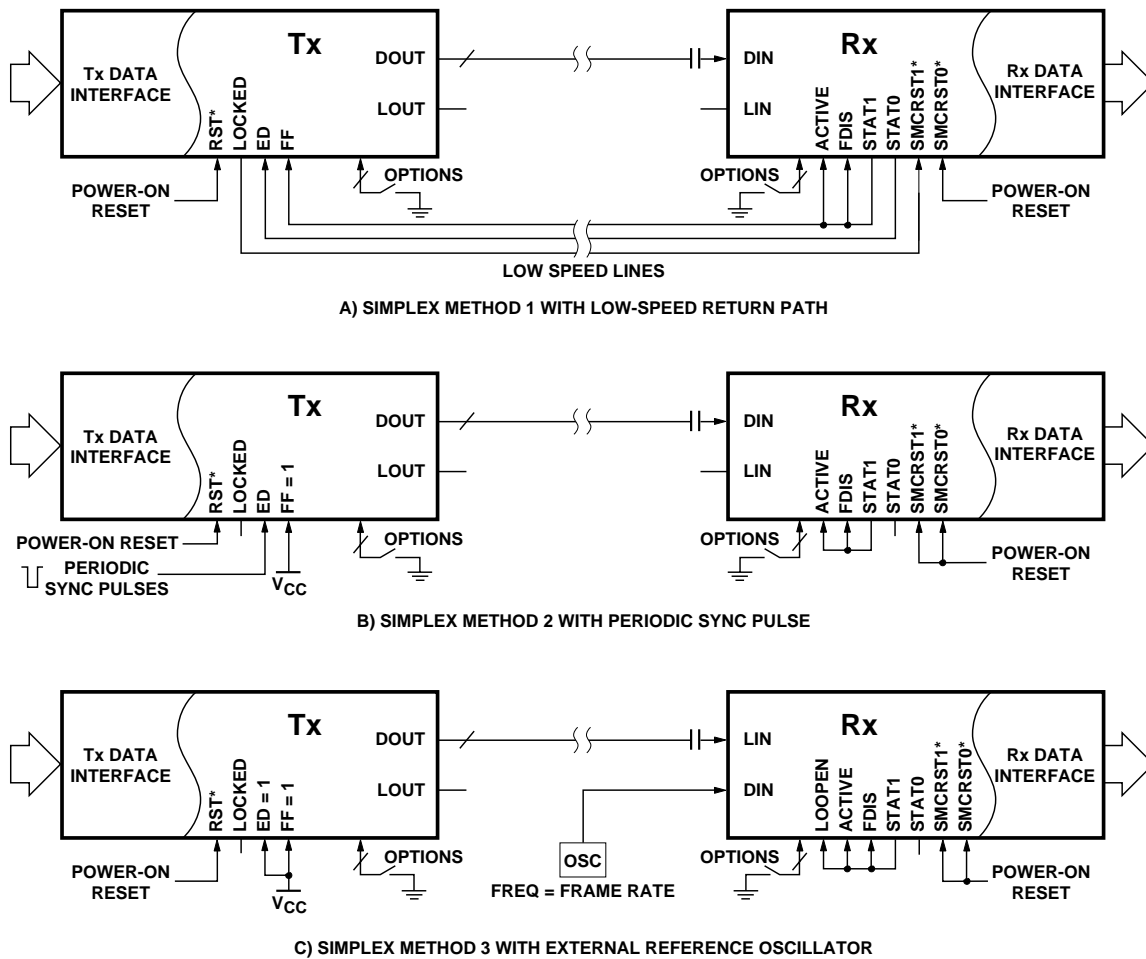 Tx
Tx DATA
INTERFACE
DOUT
LOUT
RST*
LOCKED
ED
FF
POWER-ON
RESET
OPTIONS
Rx
DIN
LIN
Rx DATA
INTERFACE
ACTIVE
FDIS
STAT1
STAT0
SMCRST1*
SMCRST0*
OPTIONS
POWER-ON
RESET
LOW SPEED LINES
A) SIMPLEX METHOD 1 WITH LOW-SPEED RETURN PATH
Tx
Tx DATA
INTERFACE
DOUT
LOUT
RST*
LOCKED
ED
FF = 1
POWER-ON RESET
PERIODIC
SYNC PULSES
VCC
OPTIONS
Rx
DIN
LIN
Rx DATA
INTERFACE
ACTIVE
FDIS
STAT1
STAT0
SMCRST1*
SMCRST0*
OPTIONS
POWER-ON
RESET
B) SIMPLEX METHOD 2 WITH PERIODIC SYNC PULSE
Tx
Tx DATA
INTERFACE
DOUT
LOUT
RST*
LOCKED
ED = 1
FF = 1
POWER-ON
RESET
VCC
OPTIONS
OSC
FREQ = FRAME RATE
Rx
LIN
DIN
Rx DATA
INTERFACE
LOOPEN
ACTIVE
FDIS
STAT1
STAT0
SMCRST1*
SMCRST0*
OPTIONS
POWER-ON
RESET
C) SIMPLEX METHOD 3 WITH EXTERNAL REFERENCE OSCILLATOR